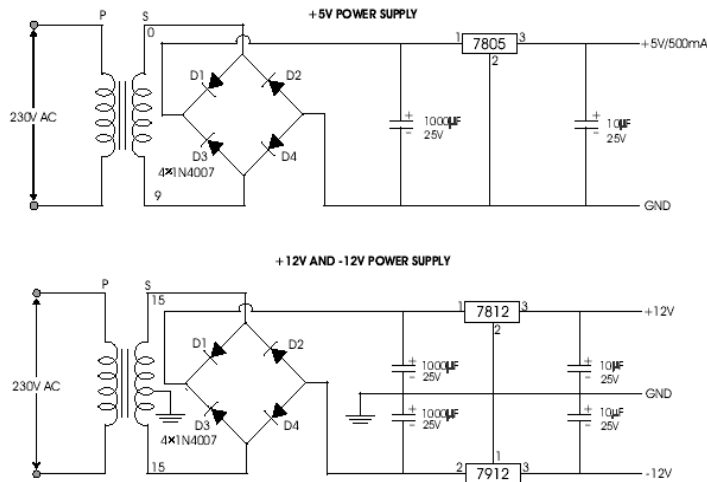 +5V POWER SUPPLY
P
S
0
1
7805
3
+5V/500mA
2
D1
D2
230V AC
+
1000µF
-
25V
+
10µF
-
25V
D3
D4
4×1N4007
9
GND
+12V AND -12V POWER SUPPLY
P
S
15
1
7812
3
+12V
2
D1
D2
+
1000µF
-
25V
+
10µF
-
25V
230V AC
GND
+
1000µF
-
25V
+
10µF
-
25V
D3
D4
4×1N4007
1
15
2
7912
3
-12V